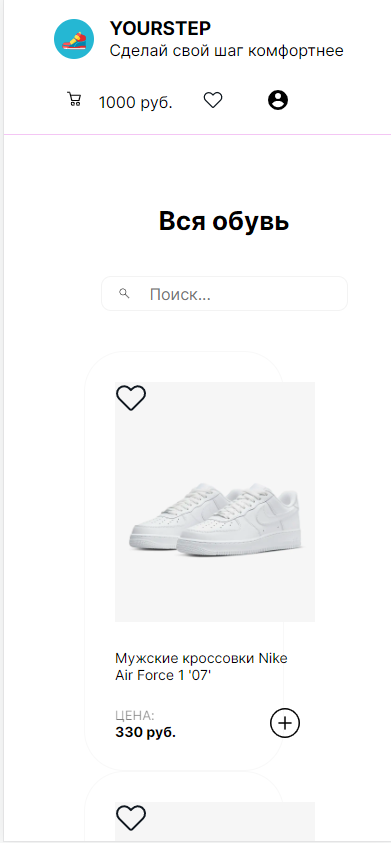 YOURSTEP
Сделай свой шаг комфортнее
1000 руб.
Вся обувь
Поиск...
Мужские кроссовки Nike
Air Force 1 '07'
ЦЕНА:
330 руб.